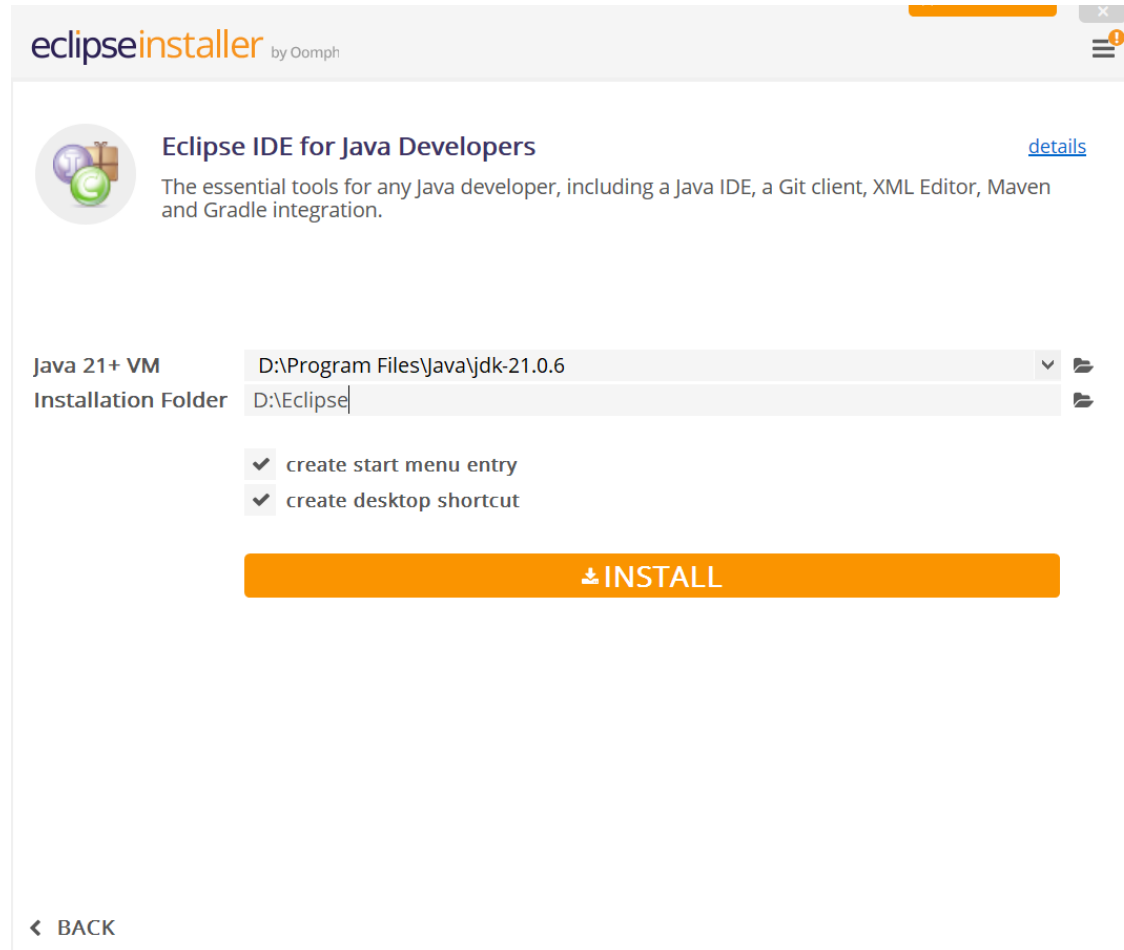 eclipseinstaller by Oomph
Eclipse IDE for Java Developers details
The essential tools for any Java developer, including a Java IDE, a Git client, XML Editor, Maven
and Gradle integration.
Java 21+ VM D:\Program Files\Java\jdk-21.0.6
Installation Folder D:\Eclipse
create start menu entry
create desktop shortcut
INSTALL
BACK